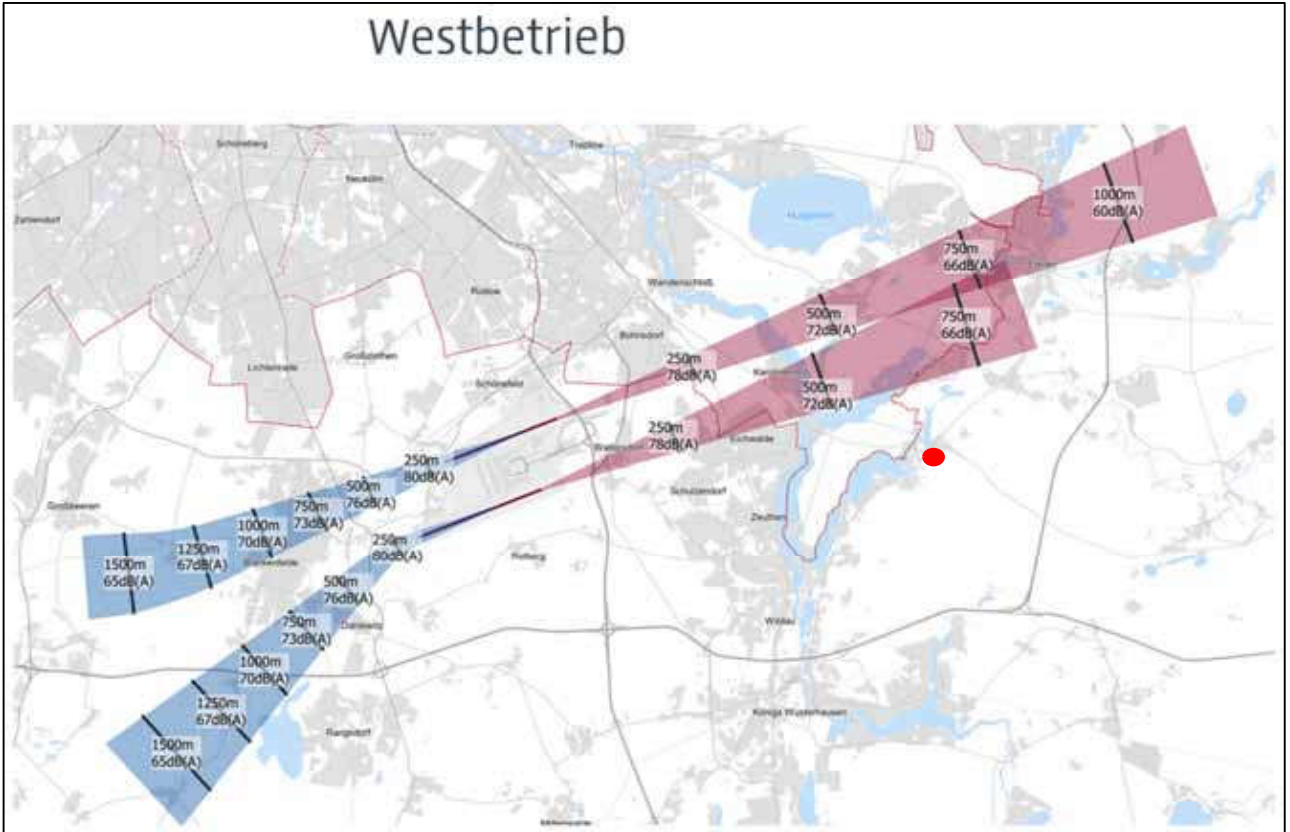 Westbetrieb
Schöneberg
Treptow
Neukölln
Zehlendorf
1000m
60dB(A)
750m
66dB(A)
Rudow
500m
72dB(A)
750m
66dB(A)
Bohnsdorf
Großziethen
250m
78dB(A)
Lichtenrade
Schönefeld
500m
72dB(A)
250m
78dB(A)
Eichwalde
250m
80dB(A)
500m
76dB(A)
Schulzendorf
750m
73dB(A)
Großbeeren
1000m
70dB(A)
Zeuthen
1250m
67dB(A)
250m
80dB(A)
1500m
65dB(A)
Blankenfelde
500m
76dB(A)
750m
73dB(A)
Dahlewitz
Wildau
1000m
70dB(A)
1250m
67dB(A)
Königs Wusterhausen
Rangsdorf
1500m
65dB(A)